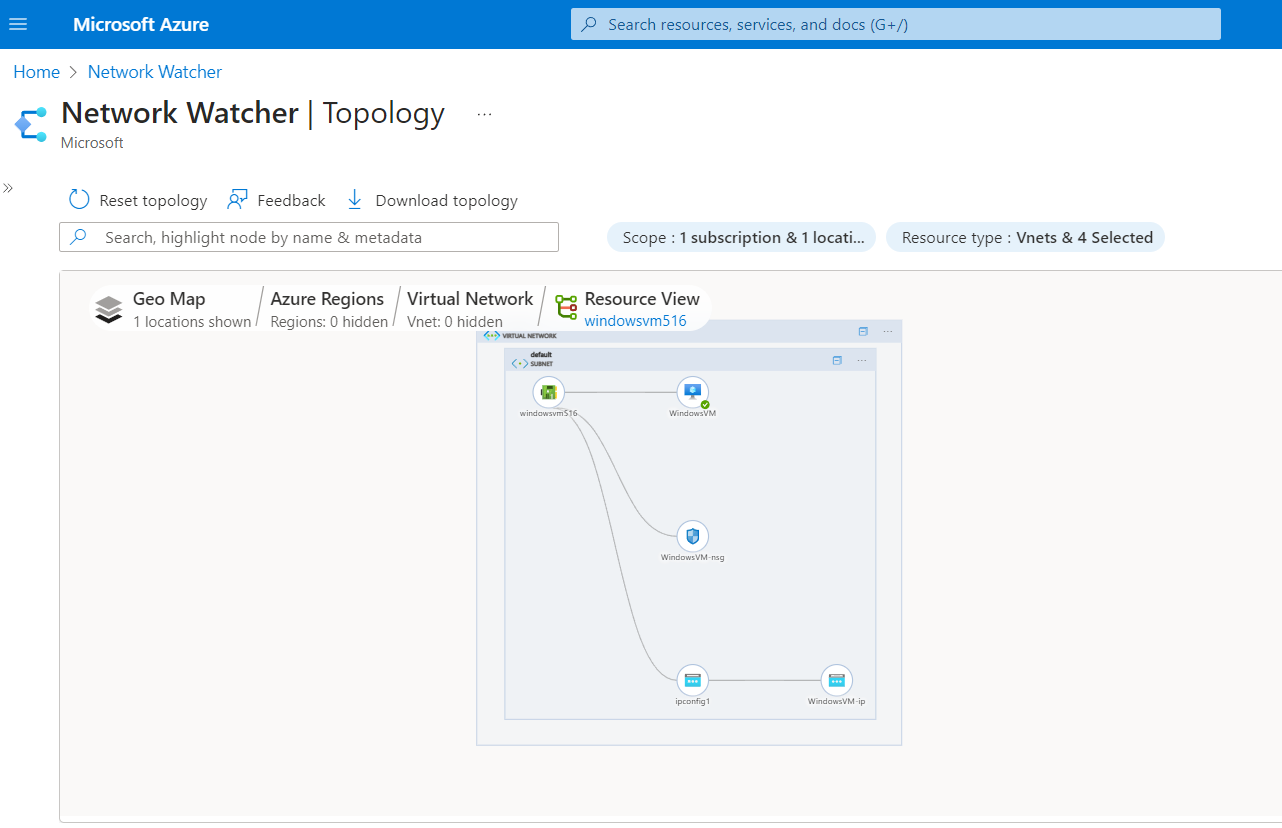 Microsoft Azure
Search resources, services, and docs (G+/)
Home > Network Watcher
Network Watcher | Topology ...
Microsoft
Reset topology
Feedback
Download topology
Search, highlight node by name & metadata
Scope : 1 subscription & 1 locati...
Resource type : Vnets & 4 Selected
Geo Map
1 locations shown
Azure Regions
Regions: 0 hidden
Virtual Network
Vnet: 0 hidden
Resource View
windowsvm516
VIRTUAL NETWORK
default
SUBNET
windowsvm516
WindowsVM
WindowsVM-nsg
ipconfig1
WindowsVM-ip